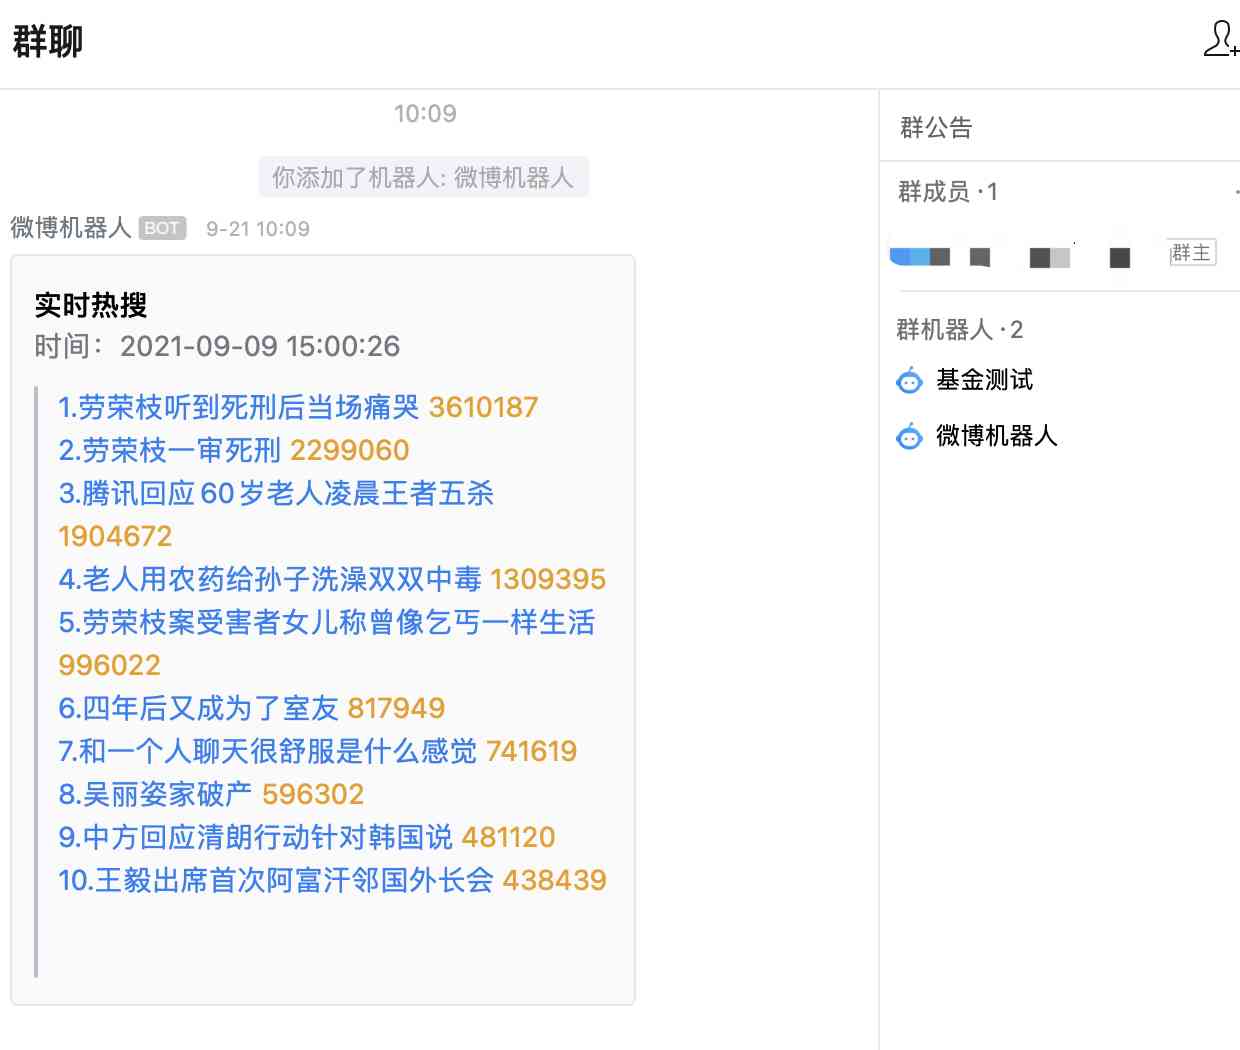 群聊
10:09
你添加了机器人: 微博机器人
微博机器人 BOT 9-21 10:09
实时热搜
时间：2021-09-09 15:00:26
1.劳荣枝听到死刑后当场痛哭 3610187
2.劳荣枝一审死刑 2299060
3.腾讯回应60岁老人凌晨王者五杀
1904672
4.老人用农药给孙子洗澡双双中毒 1309395
5.劳荣枝案受害者女儿称曾像乞丐一样生活
996022
6.四年后又成为了室友 817949
7.和一个人聊天很舒服是什么感觉 741619
8.吴丽姿家破产 596302
9.中方回应清朗行动针对韩国说 481120
10.王毅出席首次阿富汗邻国外长会 438439
群公告
群成员·1
群主
群机器人·2
基金测试
微博机器人